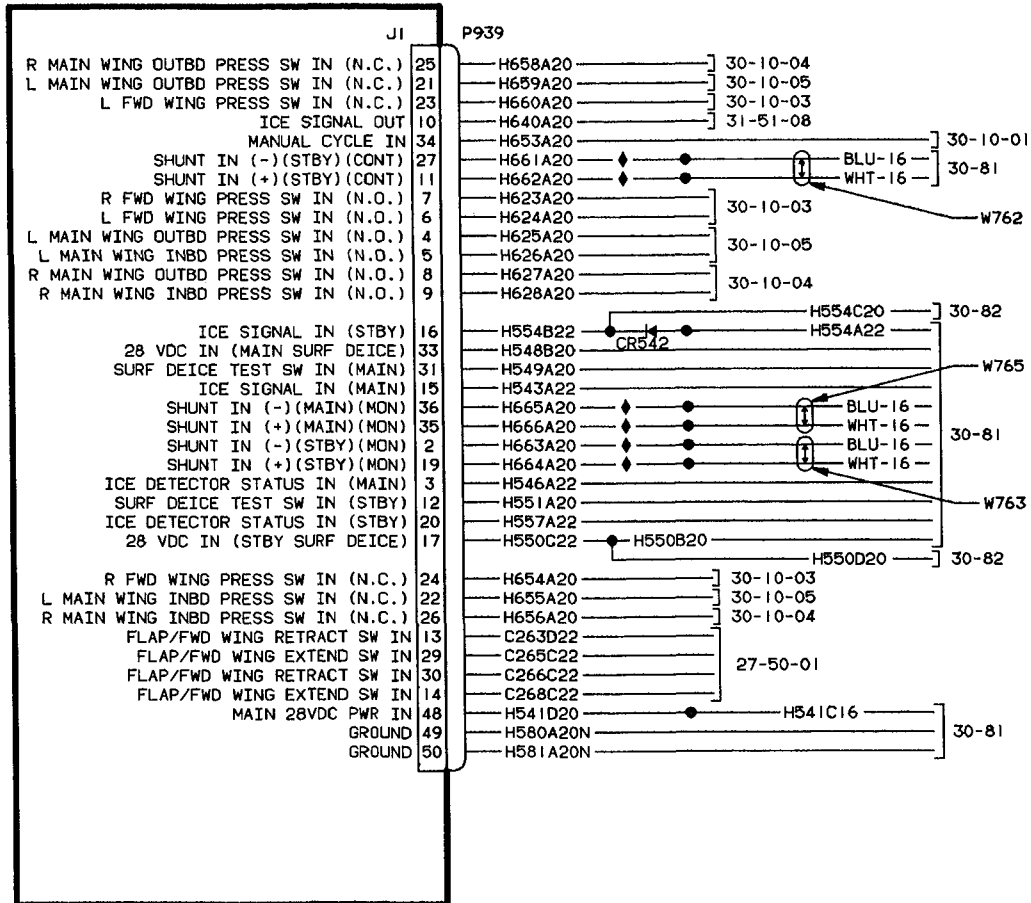 J1 P939
R MAIN WING OUTBD PRESS SW IN (N.C.) 25 H658A20 30-10-04
L MAIN WING OUTBD PRESS SW IN (N.C.) 21 H659A20 30-10-05
L FWD WING PRESS SW IN (N.C.) 23 H660A20 30-10-03
ICE SIGNAL OUT 10 H640A20 31-51-08
MANUAL CYCLE IN 34 H653A20 30-10-01
SHUNT IN (-)(STBY)(CONT) 27 H661A20 BLU-16 30-81
SHUNT IN (+)(STBY)(CONT) 11 H662A20 WHT-16
R FWD WING PRESS SW IN (N.O.) 7 H623A20 30-10-03
L FWD WING PRESS SW IN (N.O.) 6 H624A20 W762
L MAIN WING OUTBD PRESS SW IN (N.O.) 4 H625A20 30-10-05
L MAIN WING INBD PRESS SW IN (N.O.) 5 H626A20
R MAIN WING OUTBD PRESS SW IN (N.O.) 8 H627A20 30-10-04
R MAIN WING INBD PRESS SW IN (N.O.) 9 H628A20
H554C20 30-82
ICE SIGNAL IN (STBY) 16 H554B22 CR542 H554A22
28 VDC IN (MAIN SURF DEICE) 33 H548B20
SURF DEICE TEST SW IN (MAIN) 31 H549A20 W765
ICE SIGNAL IN (MAIN) 15 H543A22
SHUNT IN (-)(MAIN)(MON) 36 H665A20 BLU-16
SHUNT IN (+)(MAIN)(MON) 35 H666A20 WHT-16 30-81
SHUNT IN (-)(STBY)(MON) 2 H663A20 BLU-16
SHUNT IN (+)(STBY)(MON) 19 H664A20 WHT-16
ICE DETECTOR STATUS IN (MAIN) 3 H546A22
SURF DEICE TEST SW IN (STBY) 12 H551A20 W763
ICE DETECTOR STATUS IN (STBY) 20 H557A22
28 VDC IN (STBY SURF DEICE) 17 H550C22 H550B20
H550D20 30-82
R FWD WING PRESS SW IN (N.C.) 24 H654A20 30-10-03
L MAIN WING INBD PRESS SW IN (N.C.) 22 H655A20 30-10-05
R MAIN WING INBD PRESS SW IN (N.C.) 26 H656A20 30-10-04
FLAP/FWD WING RETRACT SW IN 13 C263D22
FLAP/FWD WING EXTEND SW IN 29 C265C22 27-50-01
FLAP/FWD WING RETRACT SW IN 30 C266C22
FLAP/FWD WING EXTEND SW IN 14 C268C22
MAIN 28VDC PWR IN 48 H541D20 H541C16
GROUND 49 H580A20N 30-81
GROUND 50 H581A20N